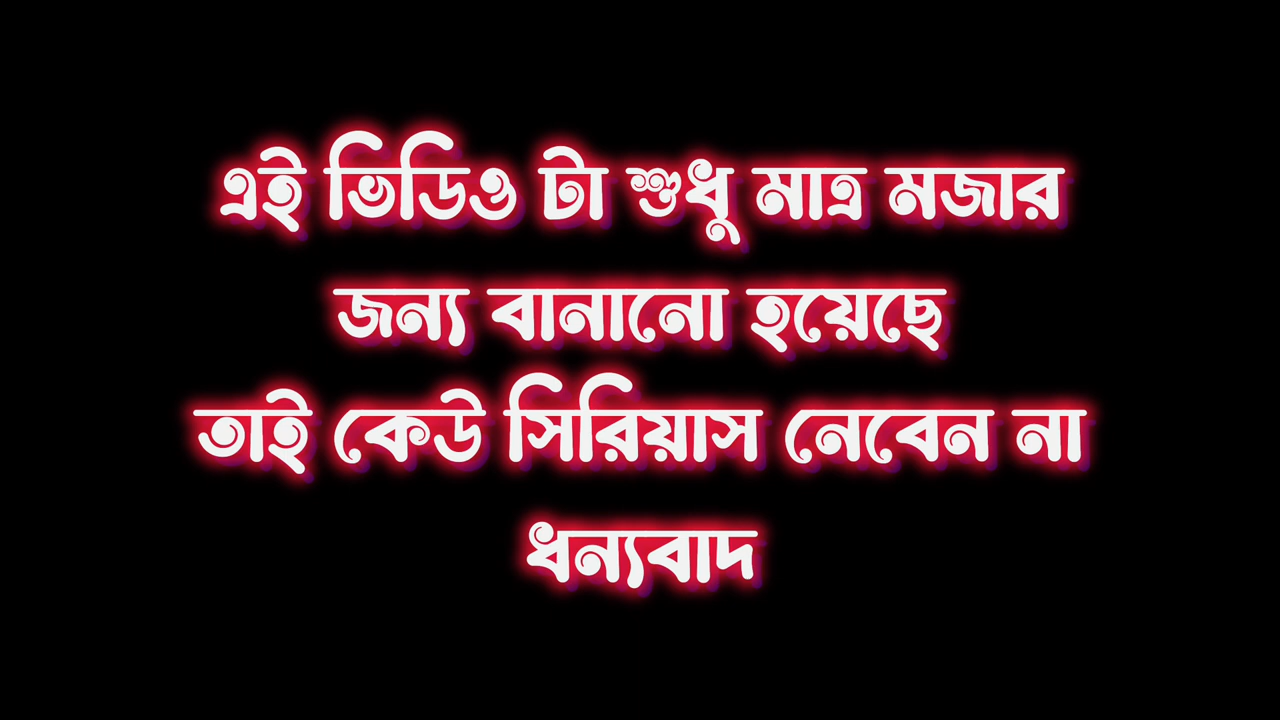 এই ভিডিও টা শুধু মাত্র মজার
জন্য বানানো হয়েছে
তাই কেউ সিরিয়াস নেবেন না
ধন্যবাদ